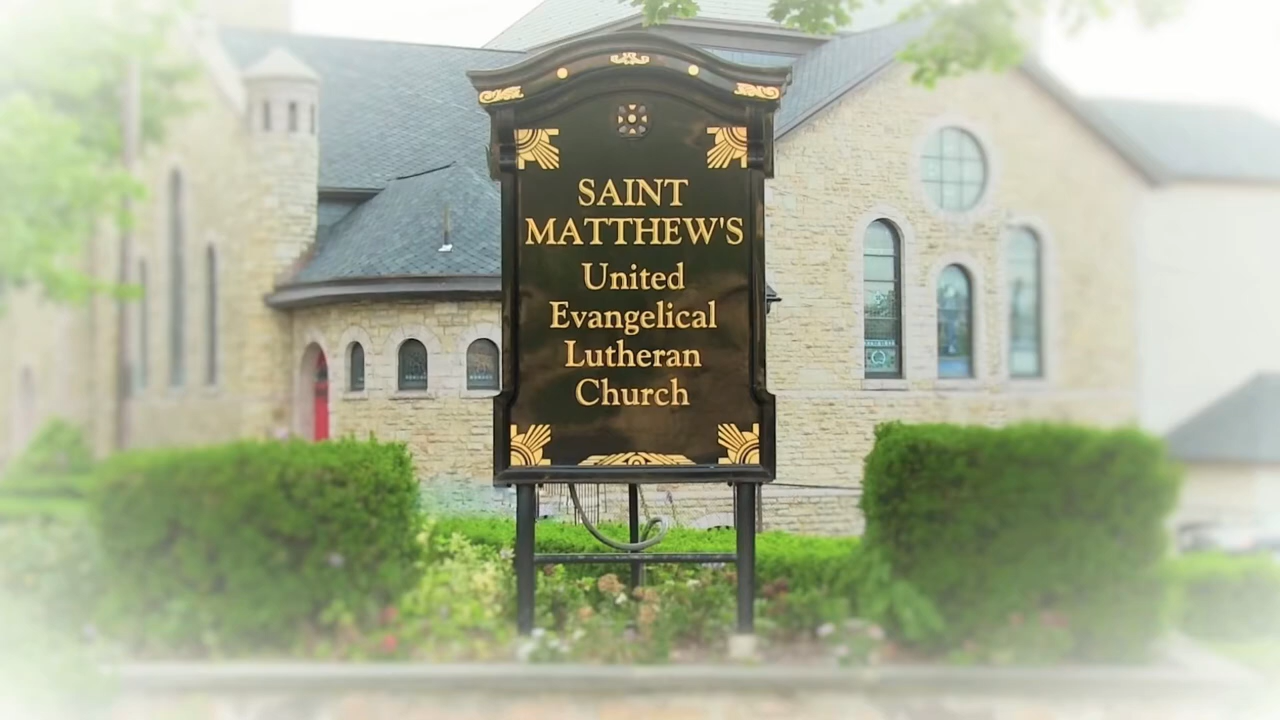 SAINT
MATTHEW'S
United
Evangelical
Lutheran
Church